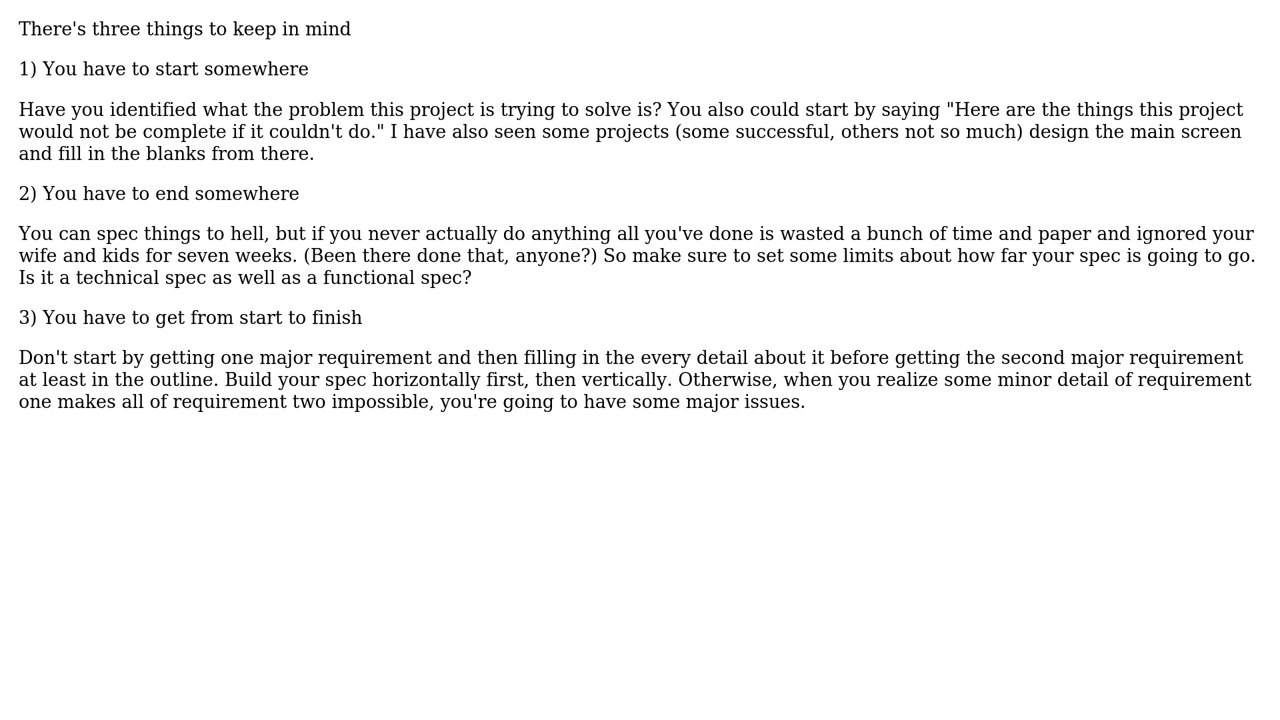 There's three things to keep in mind
1) You have to start somewhere
Have you identified what the problem this project is trying to solve is? You also could start by saying "Here are the things this project
would not be complete if it couldn't do." I have also seen some projects (some successful, others not so much) design the main screen
and fill in the blanks from there.
2) You have to end somewhere
You can spec things to hell, but if you never actually do anything all you've done is wasted a bunch of time and paper and ignored your
wife and kids for seven weeks. (Been there done that, anyone?) So make sure to set some limits about how far your spec is going to go.
Is it a technical spec as well as a functional spec?
3) You have to get from start to finish
Don't start by getting one major requirement and then filling in the every detail about it before getting the second major requirement
at least in the outline. Build your spec horizontally first, then vertically. Otherwise, when you realize some minor detail of requirement
one makes all of requirement two impossible, you're going to have some major issues.